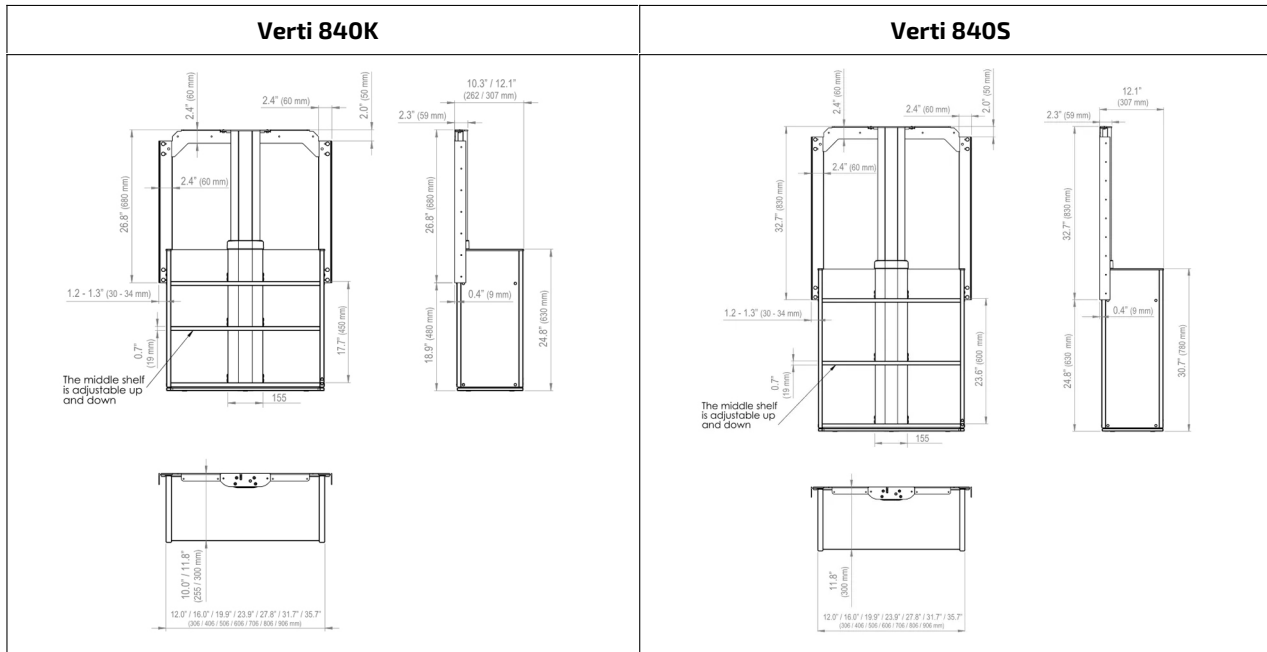 Verti 840K
Verti 840S
2.4" (60 mm)
2.4" (60 mm)
2.0" (50 mm)
10.3" / 12.1"
(262 / 307 mm)
2.3" (59 mm)
26.8" (680 mm)
2.4" (60 mm)
26.8" (680 mm)
1.2 - 1.3" (30 - 34 mm)
0.7"
(19 mm)
17.7" (450 mm)
0.4" (9 mm)
18.9" (480 mm)
24.8" (630 mm)
The middle shelf
is adjustable up
and down
155
10.0" / 11.8"
(255 / 300 mm)
12.0" / 16.0" / 19.9" / 23.9" / 27.8" / 31.7" / 35.7"
(306 / 406 / 506 / 606 / 706 / 806 / 906 mm)
2.4" (60 mm)
2.4" (60 mm)
2.0" (50 mm)
12.1"
(307 mm)
2.3" (59 mm)
32.7" (830 mm)
2.4" (60 mm)
32.7" (830 mm)
1.2 - 1.3" (30 - 34 mm)
0.7"
(19 mm)
23.6" (600 mm)
0.4" (9 mm)
24.8" (630 mm)
30.7" (780 mm)
The middle shelf
is adjustable up
and down
155
11.8"
(300 mm)
12.0" / 16.0" / 19.9" / 23.9" / 27.8" / 31.7" / 35.7"
(306 / 406 / 506 / 606 / 706 / 806 / 906 mm)